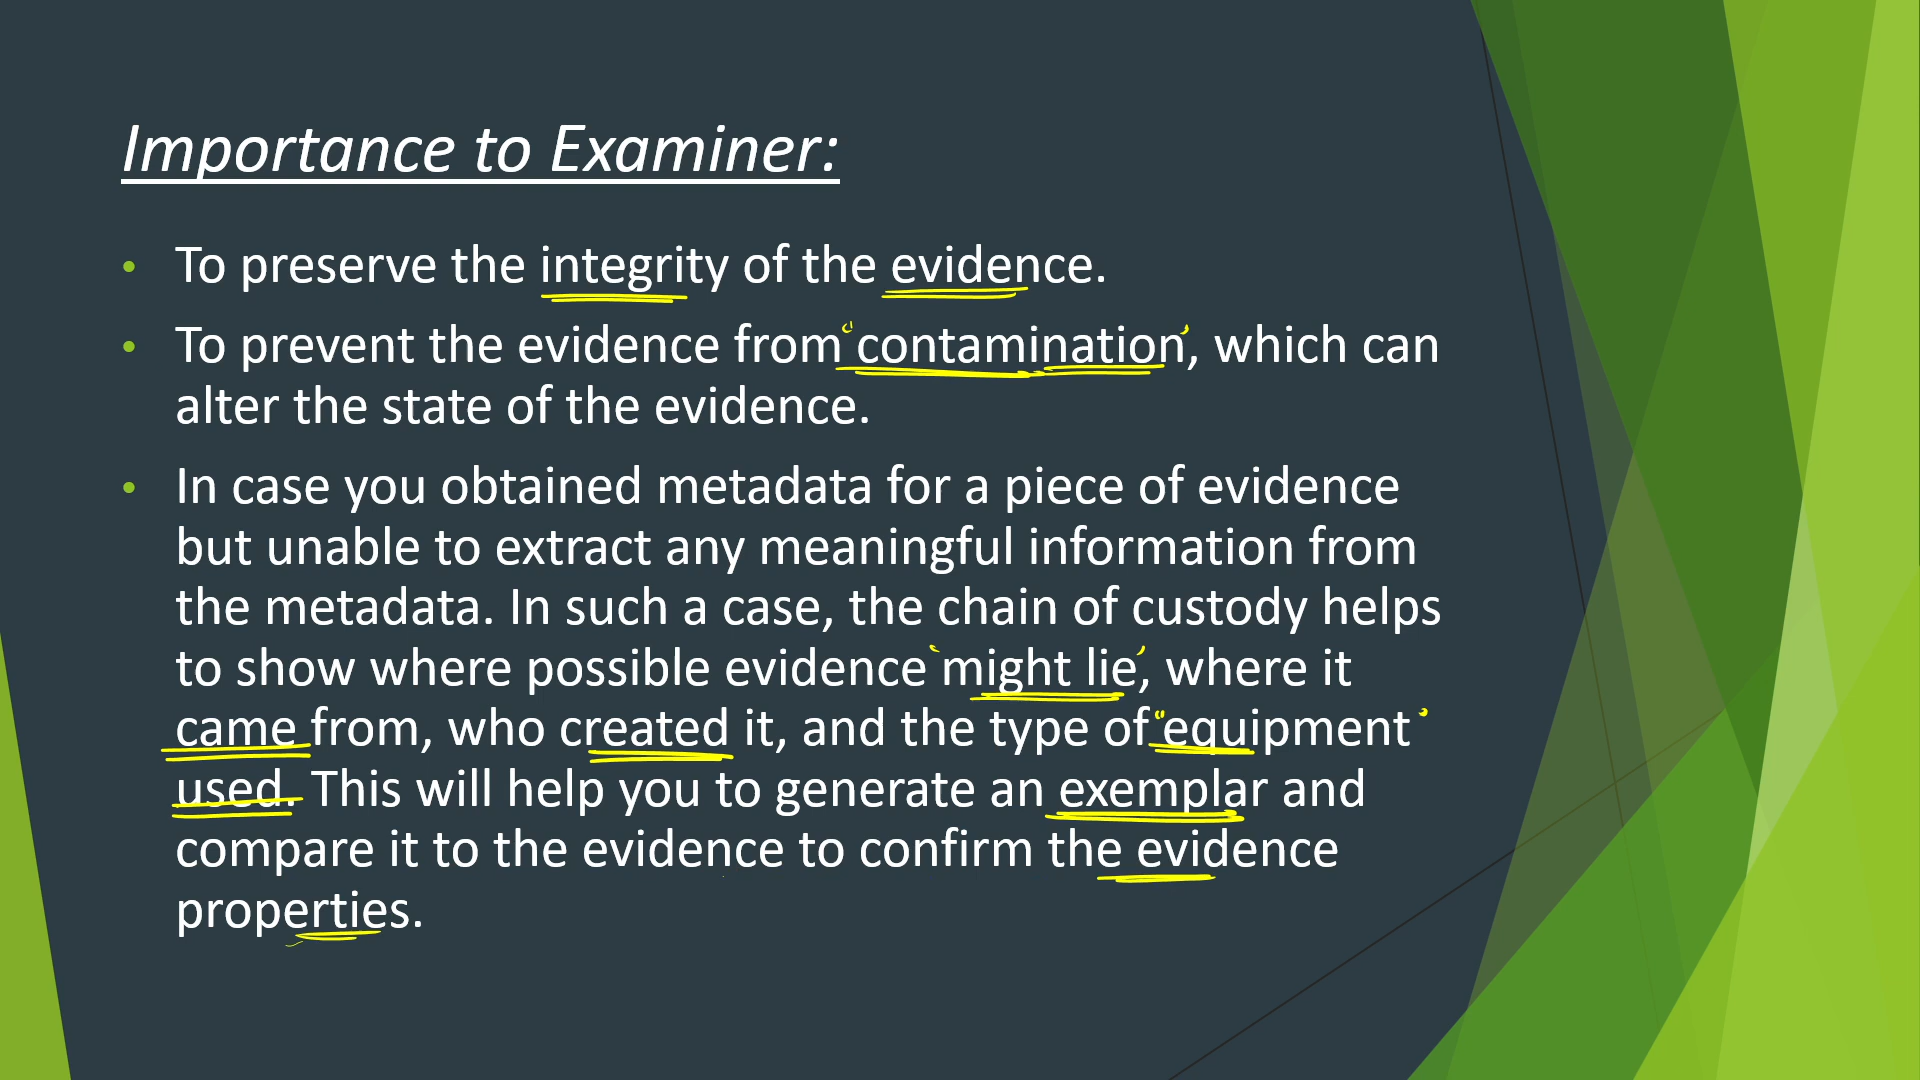 Importance to Examiner:
• To preserve the integrity of the evidence.
• To prevent the evidence from "contamination', which can
alter the state of the evidence.
• In case you obtained metadata for a piece of evidence
but unable to extract any meaningful information from
the metadata. In such a case, the chain of custody helps
to show where possible evidence 'might lie', where it
came from, who created it, and the type of "equipment'
used. This will help you to generate an exemplar and
compare it to the evidence to confirm the evidence
properties.